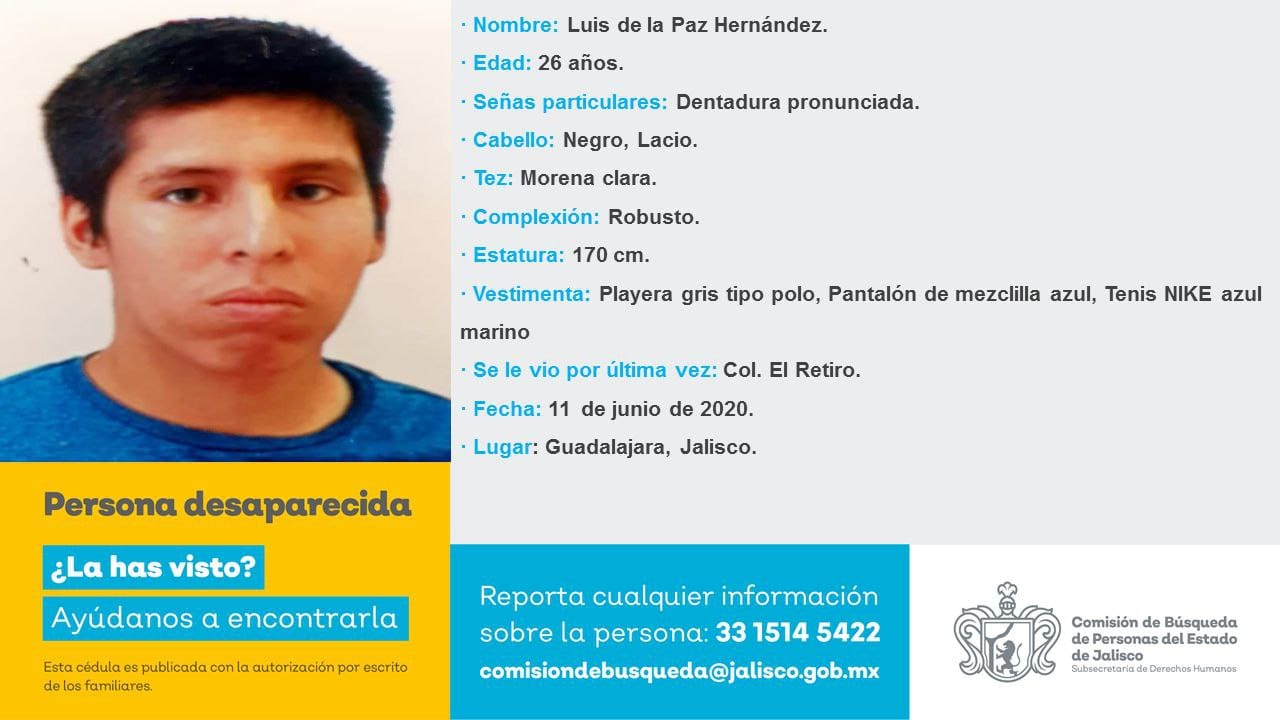 · Nombre: Luis de la Paz Hernández.
· Edad: 26 años.
· Señas particulares: Dentadura pronunciada.
· Cabello: Negro, Lacio.
· Tez: Morena clara.
· Complexión: Robusto.
· Estatura: 170 cm.
· Vestimenta: Playera gris tipo polo, Pantalón de mezclilla azul, Tenis NIKE azul
marino
· Se le vio por última vez: Col. El Retiro.
· Fecha: 11 de junio de 2020.
· Lugar: Guadalajara, Jalisco.
Persona desaparecida
¿La has visto?
Ayúdanos a encontrarla
Esta cédula es publicada con la autorización por escrito
de los familiares.
Reporta cualquier información
sobre la persona: 33 1514 5422
comisiondebusqueda@jalisco.gob.mx
Comisión de Búsqueda
de Personas del Estado
de Jalisco
Subsecretaría de Derechos Humanos